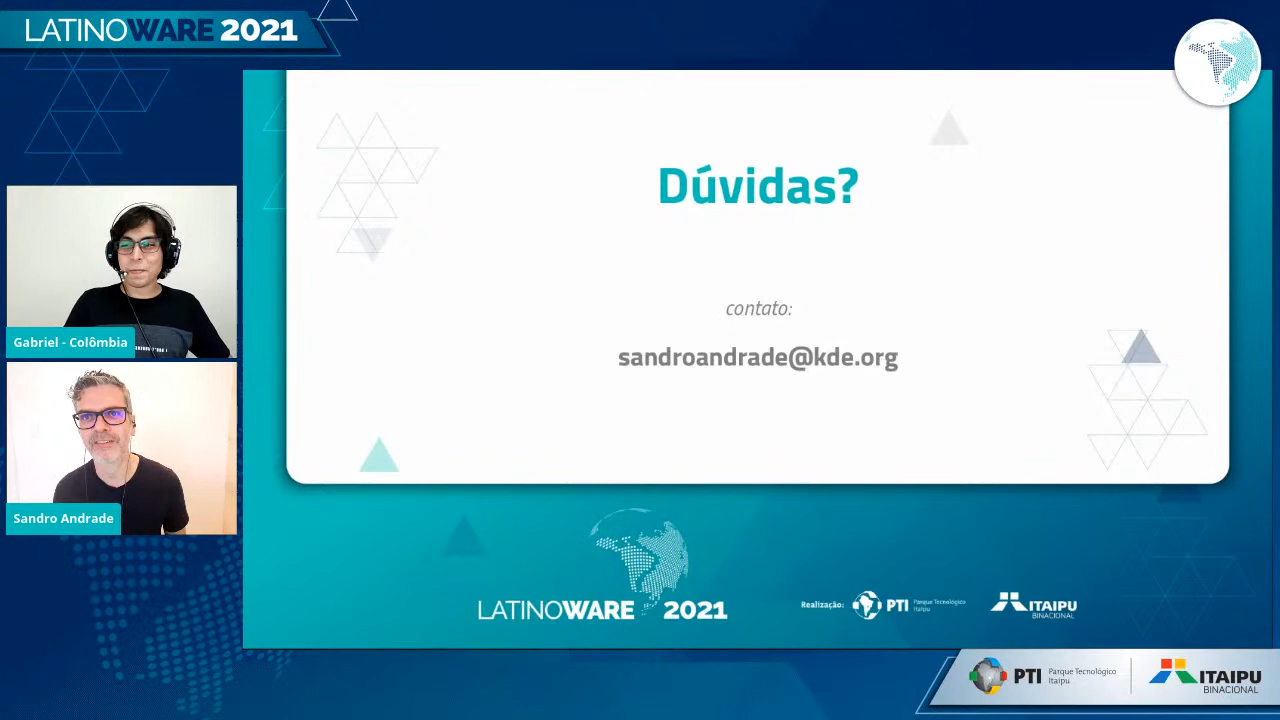 LATINOWARE 2021
Dúvidas?
contato:
sandroandrade@kde.org
Gabriel - Colômbia
Sandro Andrade
LATINOWARE 2021
Realização:
PTI
Parque Tecnológico
Itaipu
ITAIPU
BINACIONAL
PTI
Parque Tecnológico
Itaipu
ITAIPU
BINACIONAL